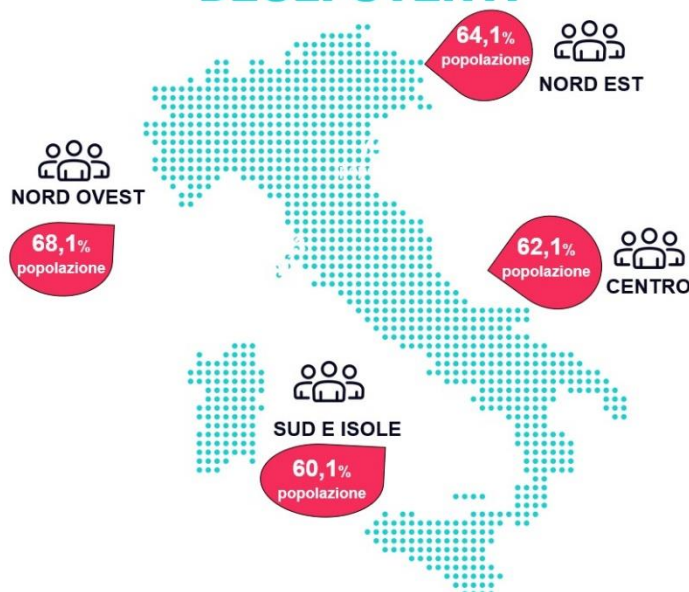 64,1%
popolazione
NORD EST
NORD OVEST
68,1%
popolazione
62,1%
popolazione
CENTRO
SUD E ISOLE
60,1%
popolazione